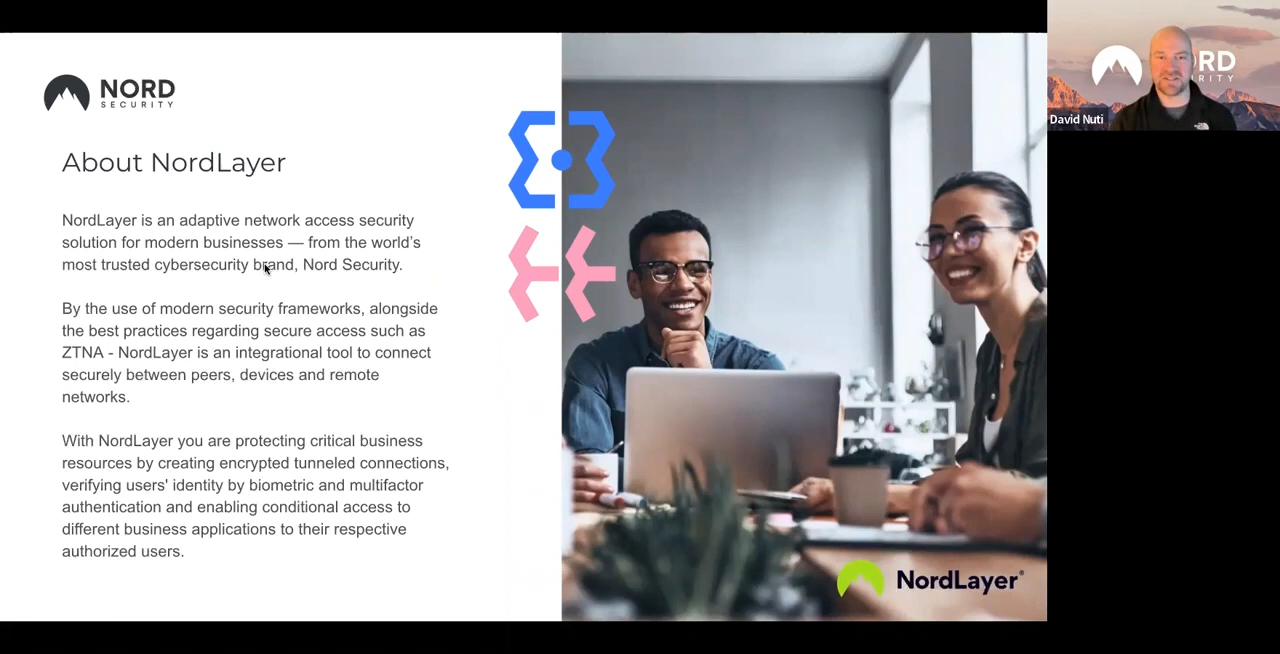 NORD
SECURITY
About NordLayer
NordLayer is an adaptive network access security
solution for modern businesses — from the world's
most trusted cybersecurity brand, Nord Security.
By the use of modern security frameworks, alongside
the best practices regarding secure access such as
ZTNA - NordLayer is an integrational tool to connect
securely between peers, devices and remote
networks.
With NordLayer you are protecting critical business
resources by creating encrypted tunneled connections,
verifying users' identity by biometric and multifactor
authentication and enabling conditional access to
different business applications to their respective
authorized users.
NordLayer®
David Nuti